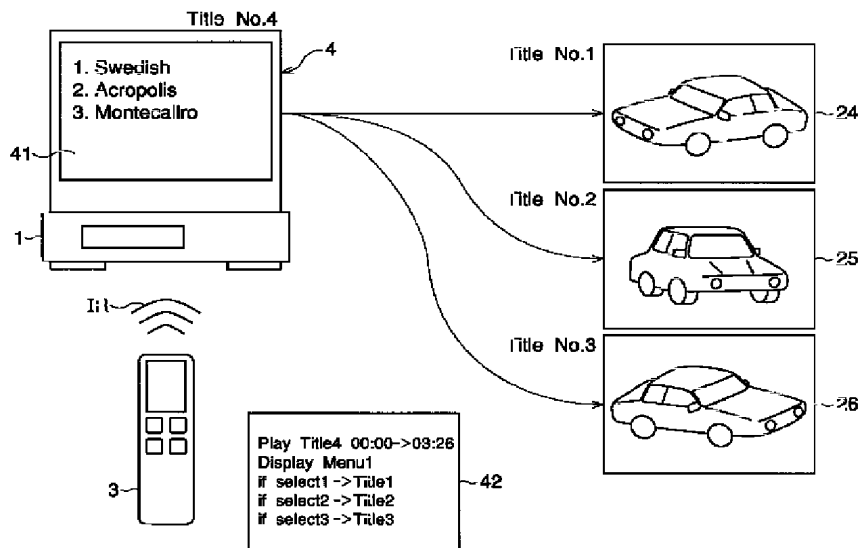 Title No.4
4
1. Swedish
2. Acropolis
3. Montecallro
41
1
3
Title No.1
24
Title No.2
25
Title No.3
26
Play Title4 00:00->03:26
Display Menu1
if select1->Title1
if select2->Title2
if select3->Title3
42